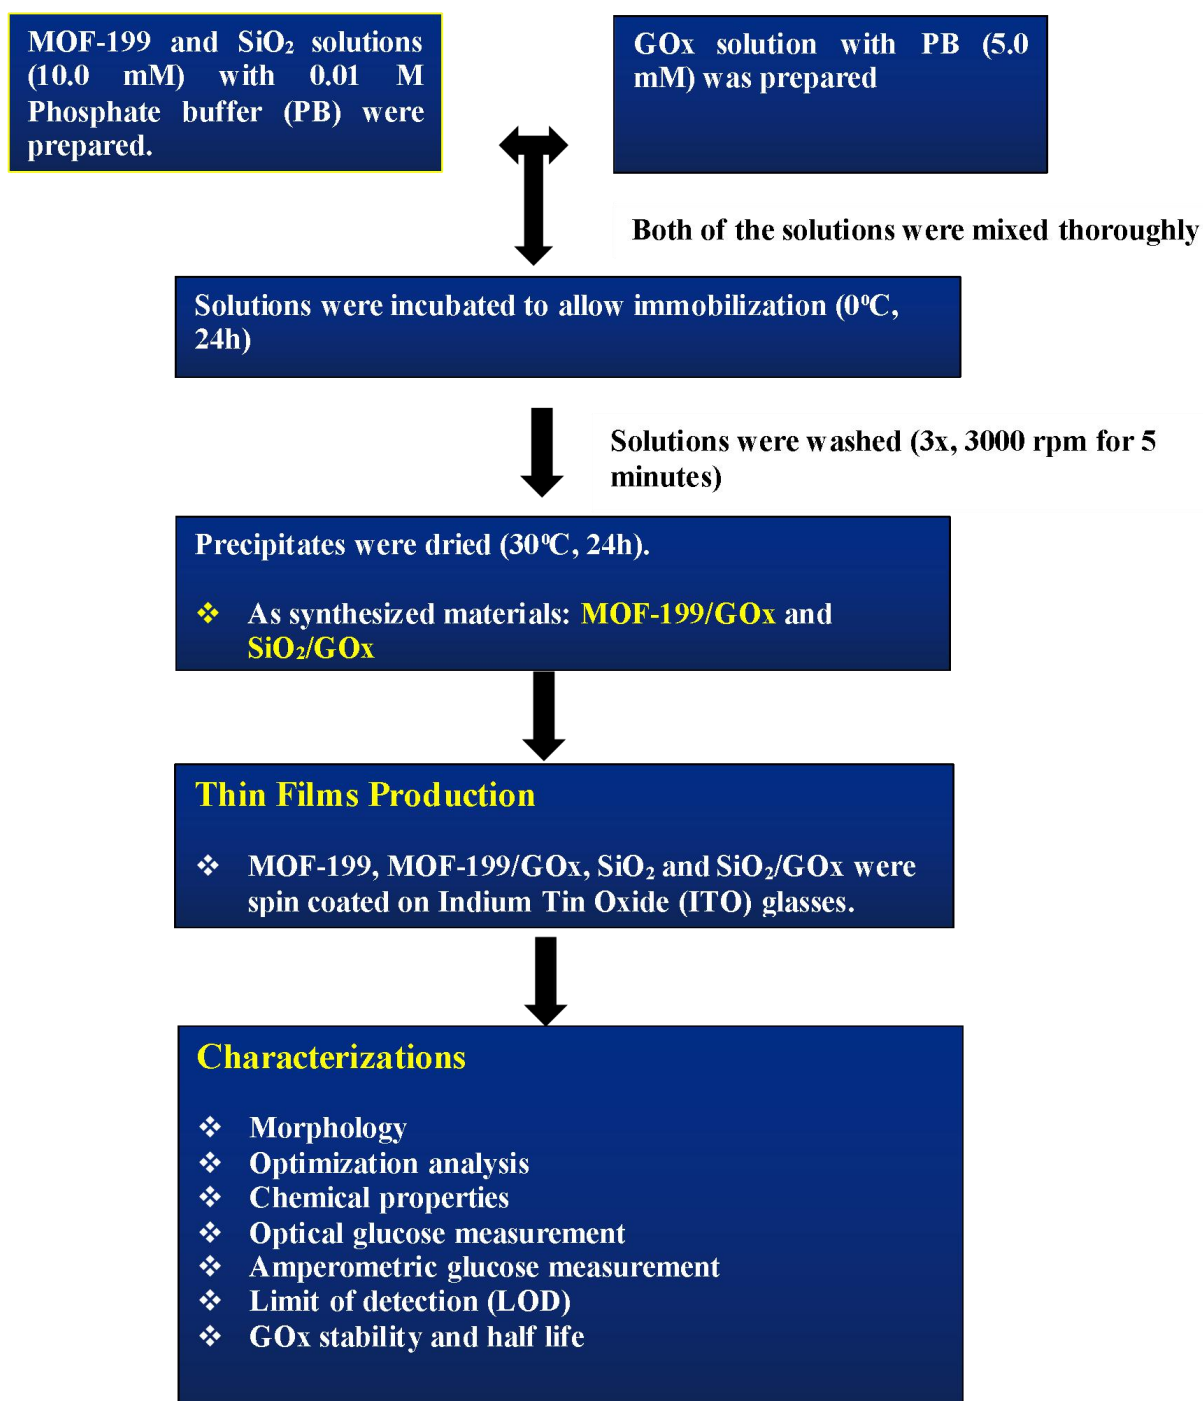 MOF-199 and SiO₂ solutions
(10.0 mM) with 0.01 M
Phosphate buffer (PB) were
prepared.
GOx solution with PB (5.0
mM) was prepared
Both of the solutions were mixed thoroughly
Solutions were incubated to allow immobilization (0⁰C,
24h)
Solutions were washed (3x, 3000 rpm for 5
minutes)
Precipitates were dried (30⁰C, 24h).
❖ As synthesized materials: MOF-199/GOx and
SiO₂/GOx
Thin Films Production
❖ MOF-199, MOF-199/GOx, SiO₂ and SiO₂/GOx were
spin coated on Indium Tin Oxide (ITO) glasses.
Characterizations
❖ Morphology
❖ Optimization analysis
❖ Chemical properties
❖ Optical glucose measurement
❖ Amperometric glucose measurement
❖ Limit of detection (LOD)
❖ GOx stability and half life